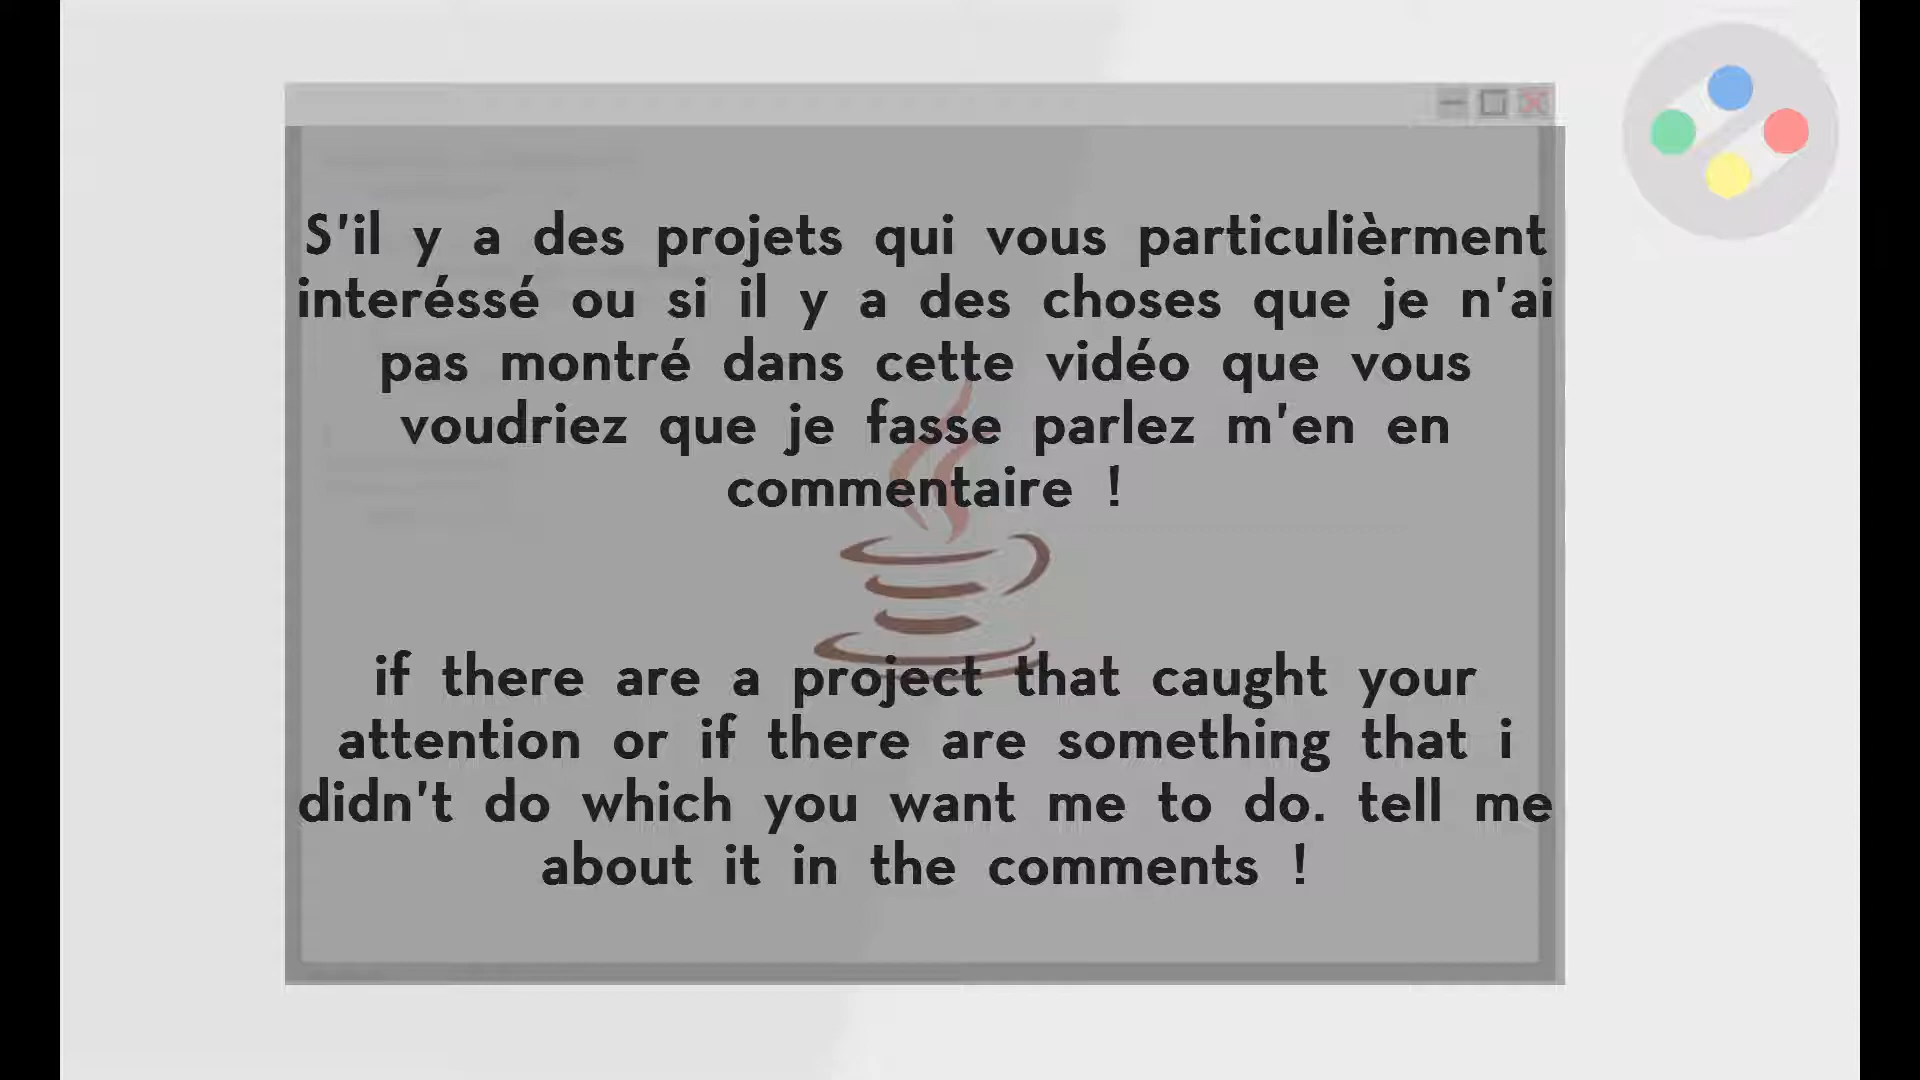 S'il y a des projets qui vous particulièrment
interéssé ou si il y a des choses que je n'ai
pas montré dans cette vidéo que vous
voudriez que je fasse parlez m'en en
commentaire !
if there are a project that caught your
attention or if there are something that i
didn't do which you want me to do. tell me
about it in the comments !